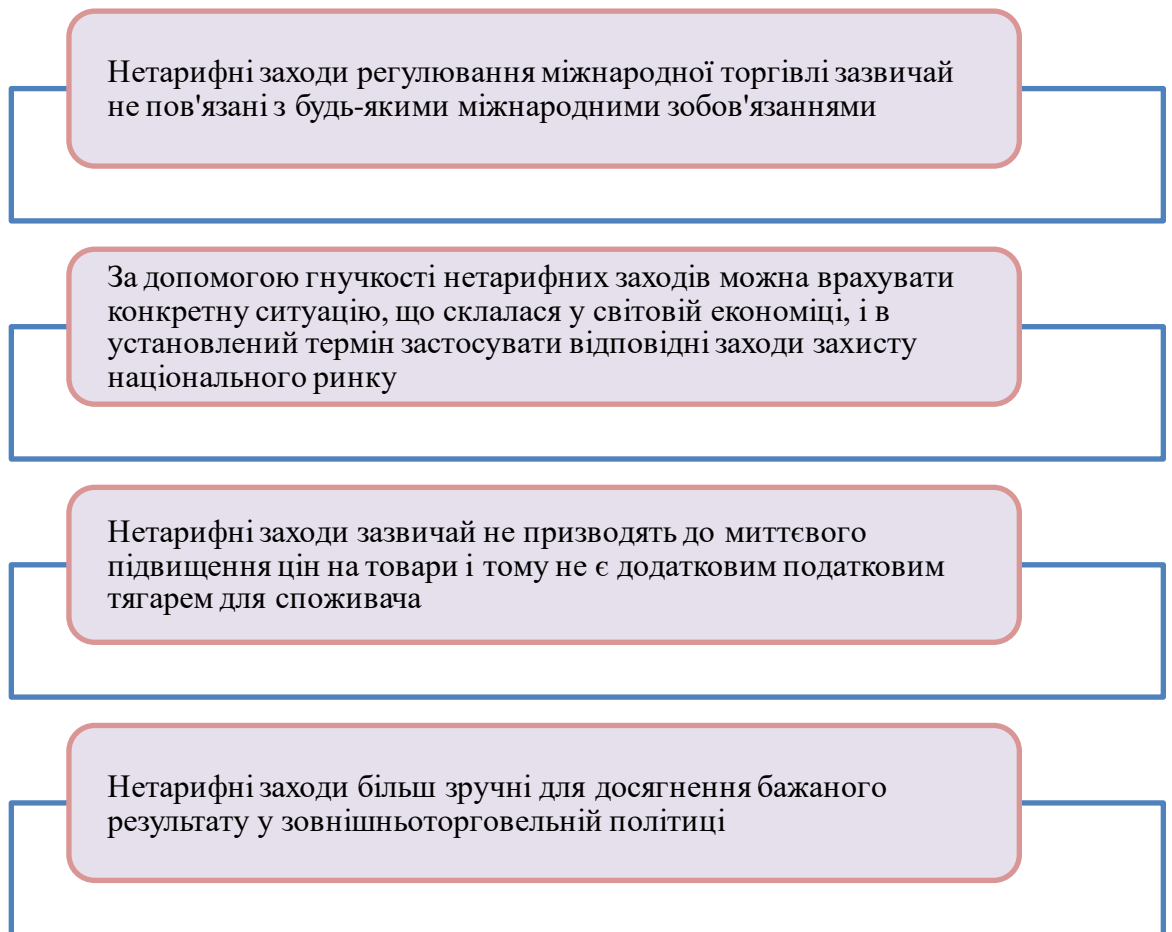 Нетарифні заходи регулювання міжнародної торгівлі зазвичай
не пов'язані з будь-якими міжнародними зобов'язаннями
За допомогою гнучкості нетарифних заходів можна врахувати
конкретну ситуацію, що склалася у світовій економіці, і в
установлений термін застосувати відповідні заходи захисту
національного ринку
Нетарифні заходи зазвичай не призводять до миттєвого
підвищення цін на товари і тому не є додатковим податковим
тягарем для споживача
Нетарифні заходи більш зручні для досягнення бажаного
результату у зовнішньоторговельній політиці